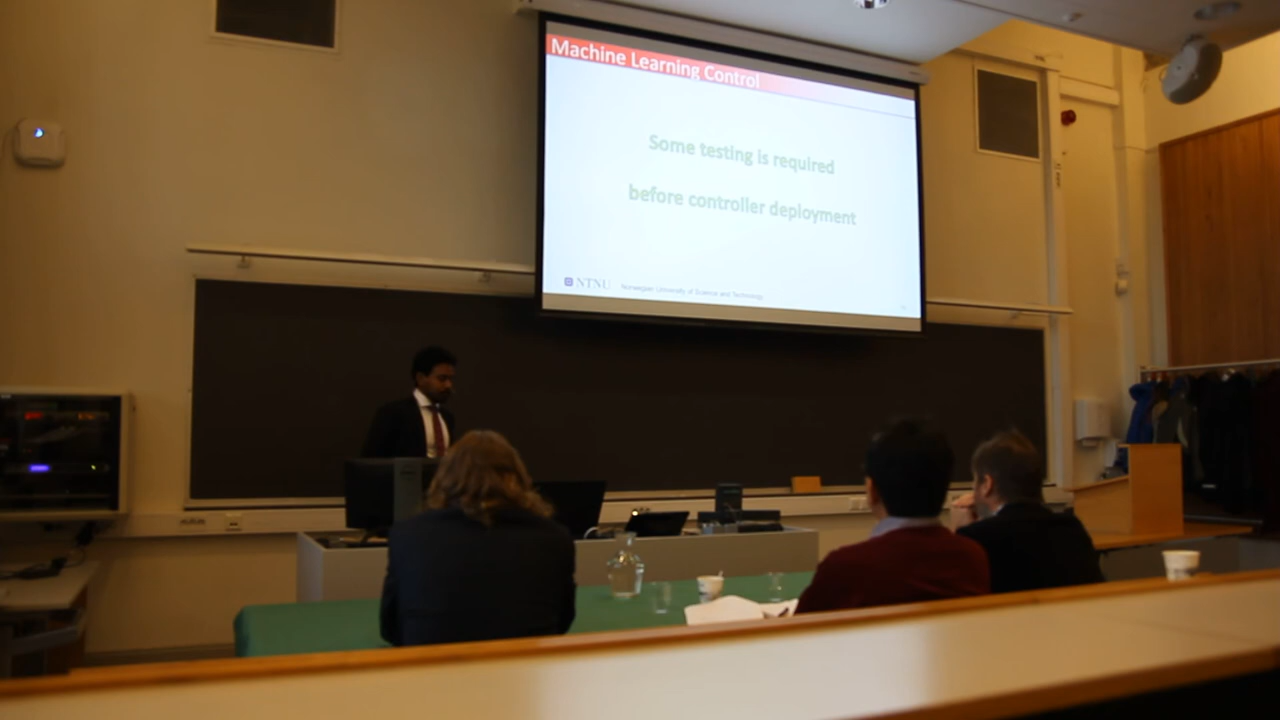 Machine Learning Control
Some testing is required
before controller deployment
NTNU Norwegian University of Science and Technology